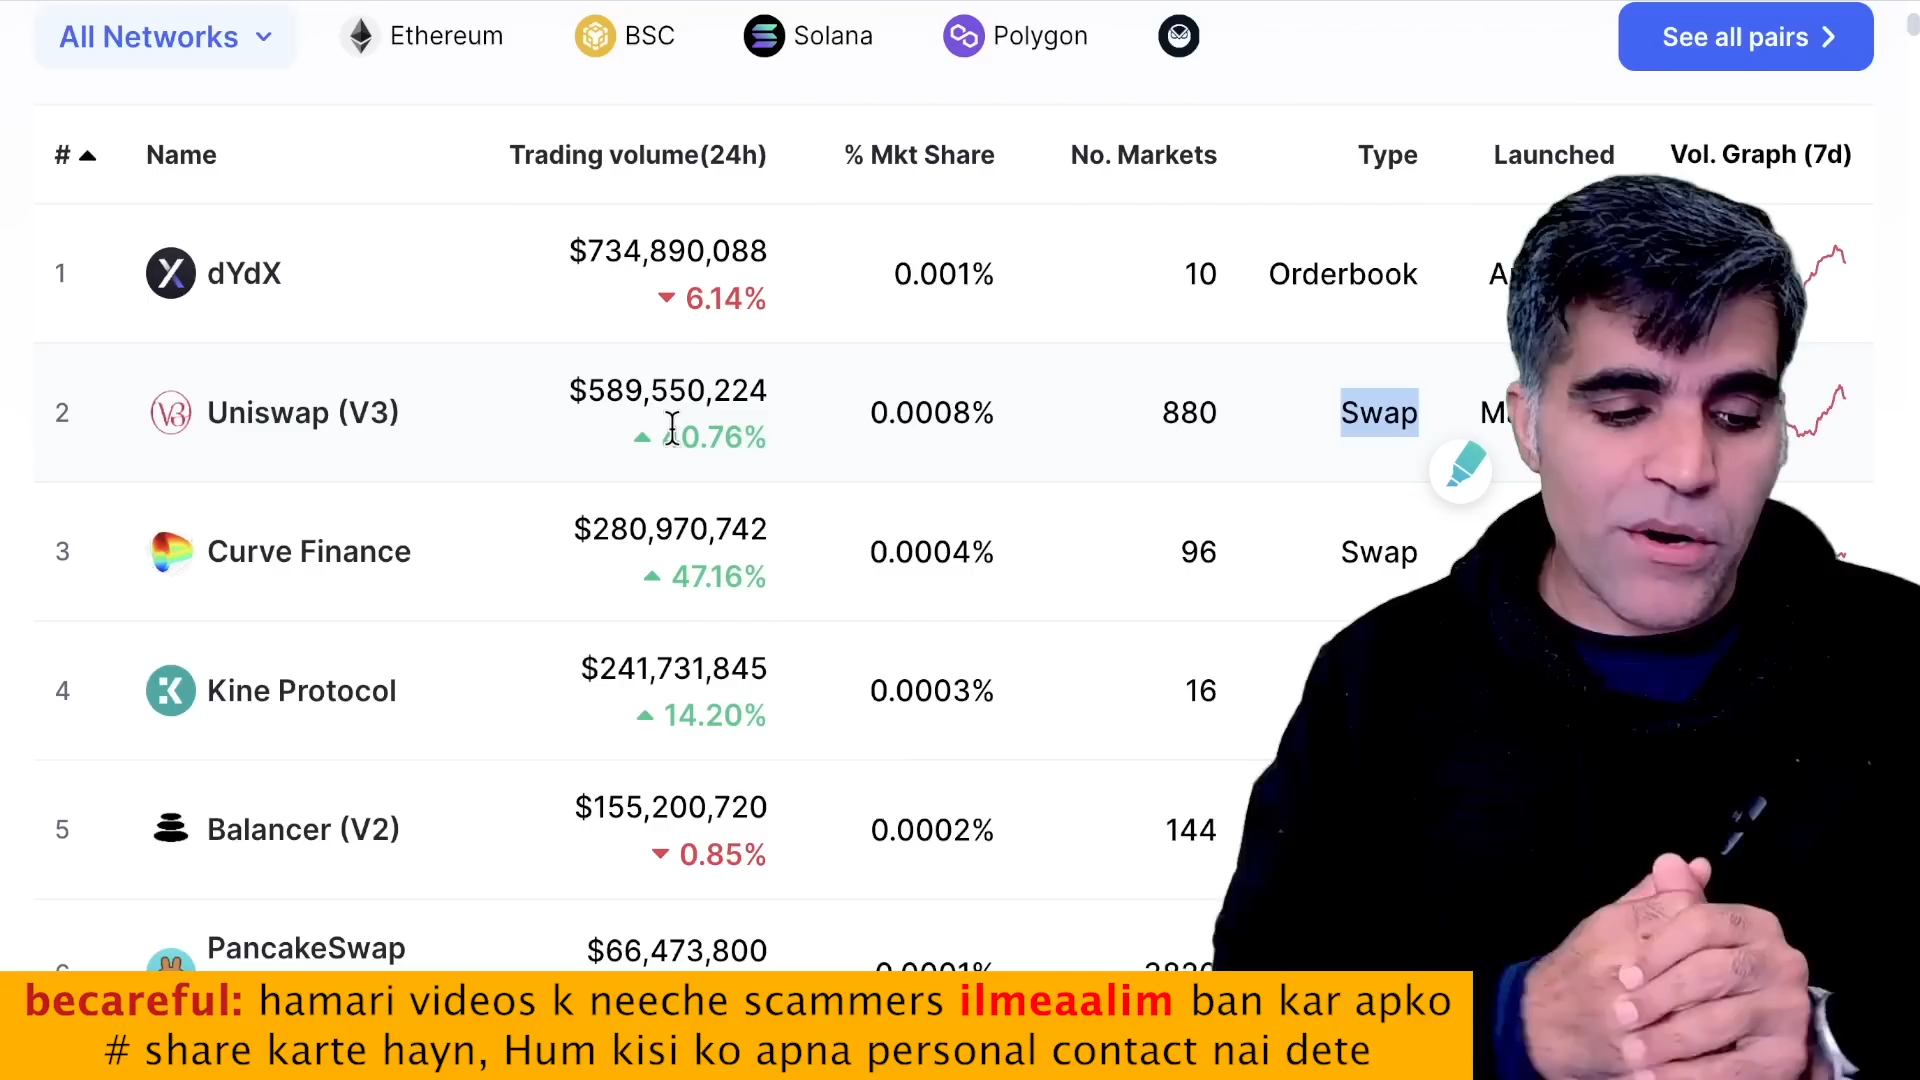 All Networks Ethereum BSC Solana Polygon See all pairs
# Name Trading volume(24h) % Mkt Share No. Markets Type Launched Vol. Graph (7d)
1 dYdX $734,890,088 0.001% 10 Orderbook
6.14%
2 Uniswap (V3) $589,550,224 0.0008% 880 Swap
0.76%
3 Curve Finance $280,970,742 0.0004% 96 Swap
47.16%
4 Kine Protocol $241,731,845 0.0003% 16
14.20%
5 Balancer (V2) $155,200,720 0.0002% 144
0.85%
PancakeSwap $66,473,800
becareful: hamari videos k neeche scammers ilmeaalim ban kar apko
# share karte hayn, Hum kisi ko apna personal contact nai dete